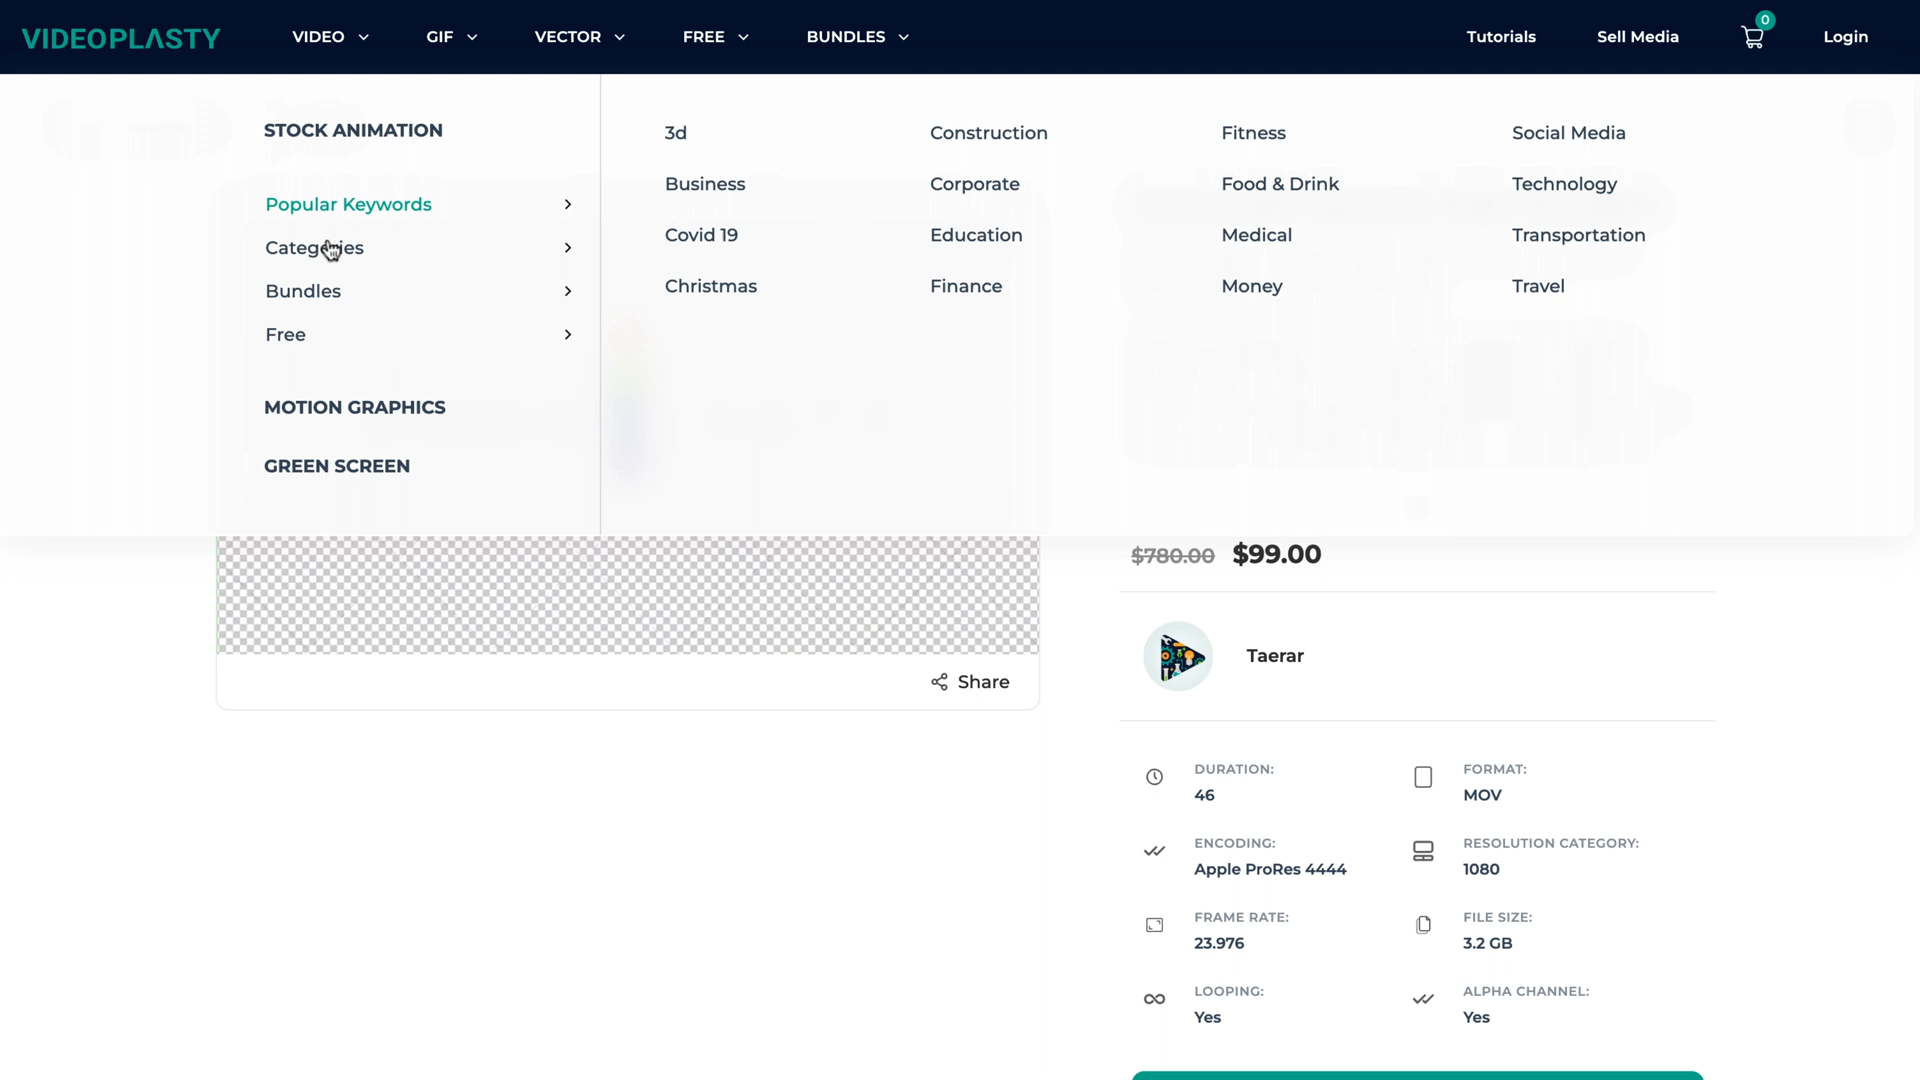 VIDEOPLASTY VIDEO GIF VECTOR FREE BUNDLES Tutorials Sell Media 0 Login
STOCK ANIMATION
Popular Keywords
Categories
Bundles
Free
MOTION GRAPHICS
GREEN SCREEN
3d Construction Fitness Social Media
Business Corporate Food & Drink Technology
Covid 19 Education Medical Transportation
Christmas Finance Money Travel
$780.00 $99.00
Taerar
Share
DURATION: FORMAT:
46 MOV
ENCODING: RESOLUTION CATEGORY:
Apple ProRes 4444 1080
FRAME RATE: FILE SIZE:
23.976 3.2 GB
LOOPING: ALPHA CHANNEL:
Yes Yes